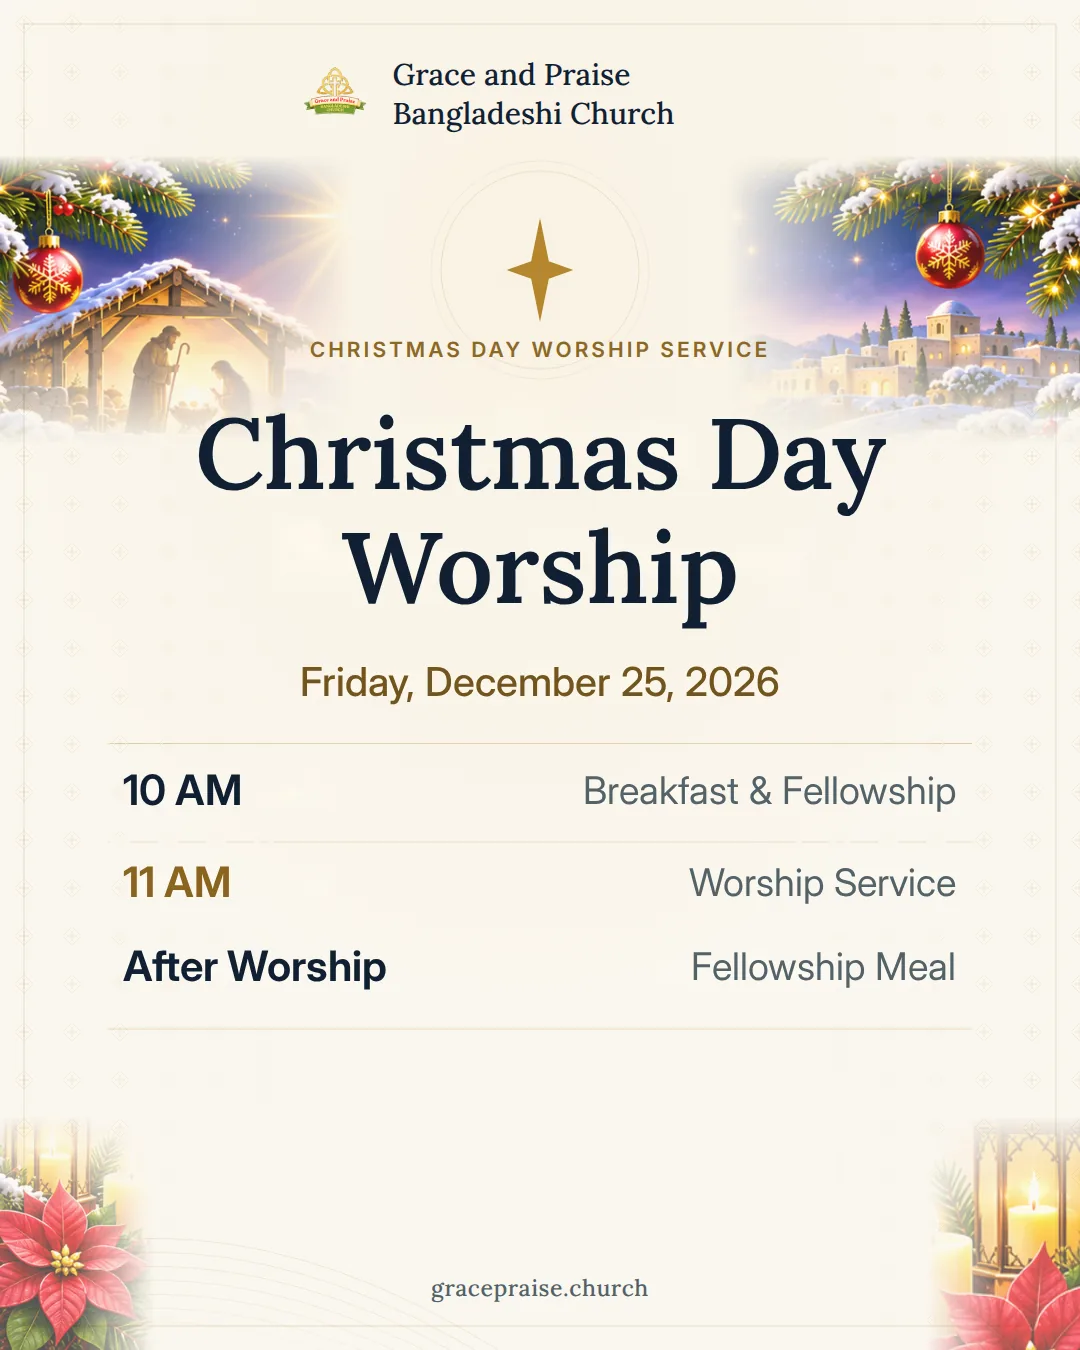 Grace and Praise
Bangladeshi Church
CHRISTMAS DAY WORSHIP SERVICE
Christmas Day
Worship
Friday, December 25, 2026
10 AM Breakfast & Fellowship
11 AM Worship Service
After Worship Fellowship Meal
gracepraise.church